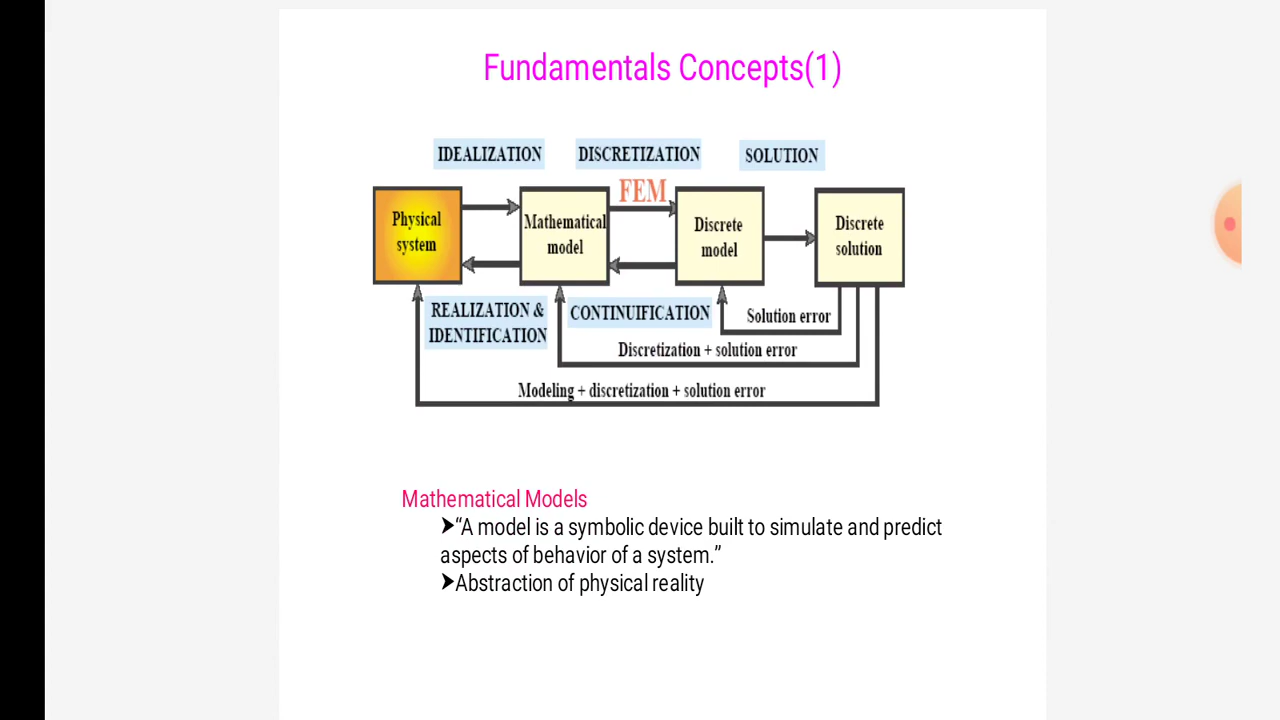 Fundamentals Concepts(1)
IDEALIZATION
DISCRETIZATION
SOLUTION
FEM
Physical
system
Mathematical
model
Discrete
model
Discrete
solution
REALIZATION &
IDENTIFICATION
CONTINUIFICATION
Solution error
Discretization + solution error
Modeling + discretization + solution error
Mathematical Models
➤“A model is a symbolic device built to simulate and predict
aspects of behavior of a system.”
➤Abstraction of physical reality